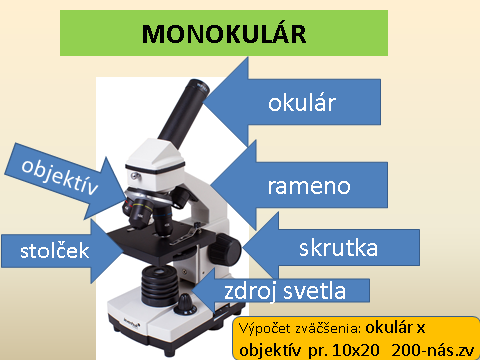 MONOKULÁR
okulár
objektív
rameno
stolček
skrutka
zdroj svetla
Výpočet zväčšenia: okulár x
objektív pr. 10x20 200-nás.zv